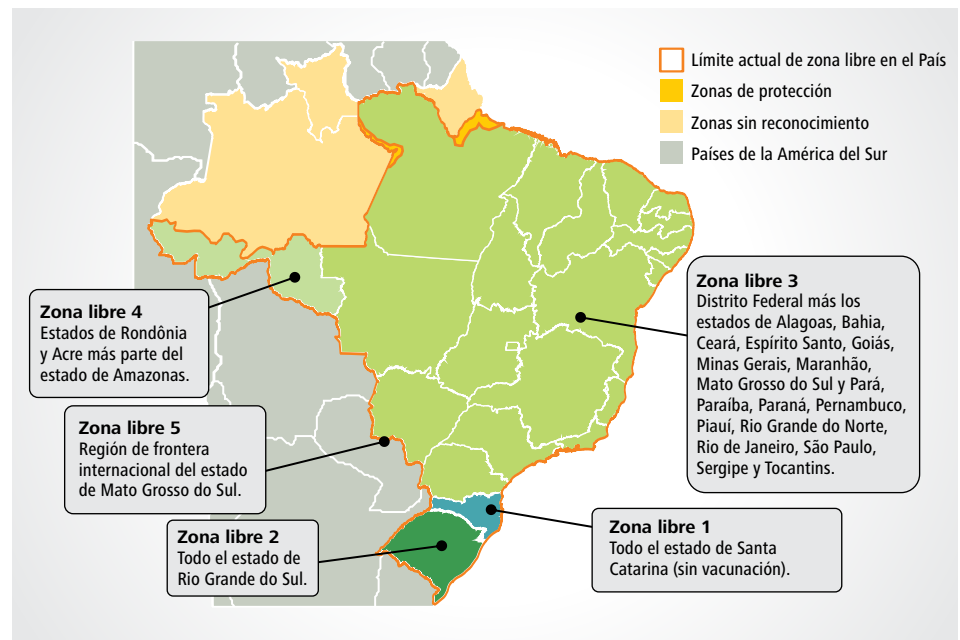 Límite actual de zona libre en el País
Zonas de protección
Zonas sin reconocimiento
Países de la América del Sur
Zona libre 3
Distrito Federal más los
estados de Alagoas, Bahia,
Ceará, Espírito Santo, Goiás,
Minas Gerais, Maranhão,
Mato Grosso do Sul y Pará,
Paraíba, Paraná, Pernambuco,
Piauí, Rio Grande do Norte,
Rio de Janeiro, São Paulo,
Sergipe y Tocantins.
Zona libre 4
Estados de Rondônia
y Acre más parte del
estado de Amazonas.
Zona libre 5
Región de frontera
internacional del estado
de Mato Grosso do Sul.
Zona libre 2
Todo el estado de
Rio Grande do Sul.
Zona libre 1
Todo el estado de Santa
Catarina (sin vacunación).